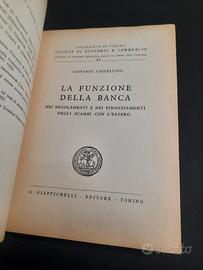 UNIVERSITÀ DI TORINO
FACOLTÀ DI ECONOMIA E COMMERCIO
GIOVANNI CASTELLINO
LA FUNZIONE
DELLA BANCA
NEI REGOLAMENTI E NEI FINANZIAMENTI
NEGLI SCAMBI CON L'ESTERO
G. GIAPPICHELLI - EDITORE - TORINO
subito